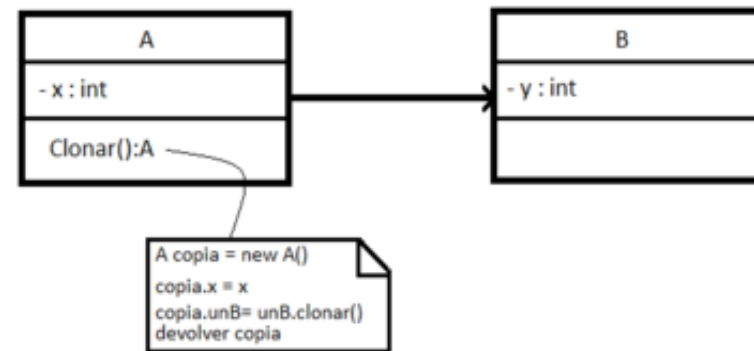 A
- x : int
Clonar():A
B
- y : int
A copia = new A()
copia.x = x
copia.unB= unB.clonar()
devolver copia